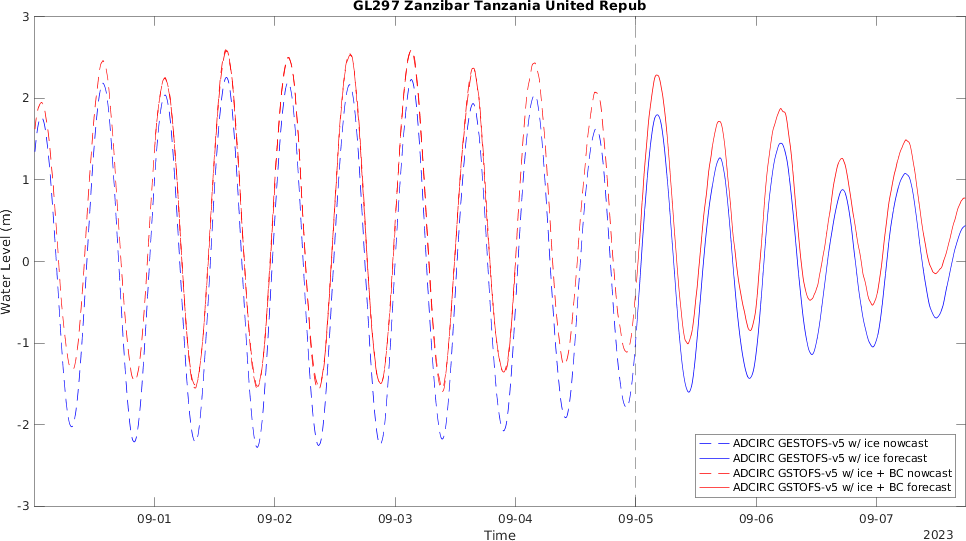 GL297 Zanzibar Tanzania United Repub
3
2
1
0
-1
-2
-3
Water Level (m)
09-01
09-02
09-03
09-04
09-05
09-06
09-07
Time
2023
ADCIRC GESTOFS-v5 w/ ice nowcast
ADCIRC GESTOFS-v5 w/ ice forecast
ADCIRC GSTOFS-v5 w/ ice + BC nowcast
ADCIRC GSTOFS-v5 w/ ice + BC forecast